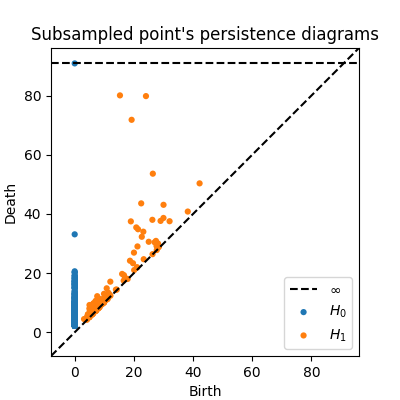 Subsampled point's persistence diagrams
Death
80
60
40
20
0
0 20 40 60 80
Birth
∞
H₀
H₁